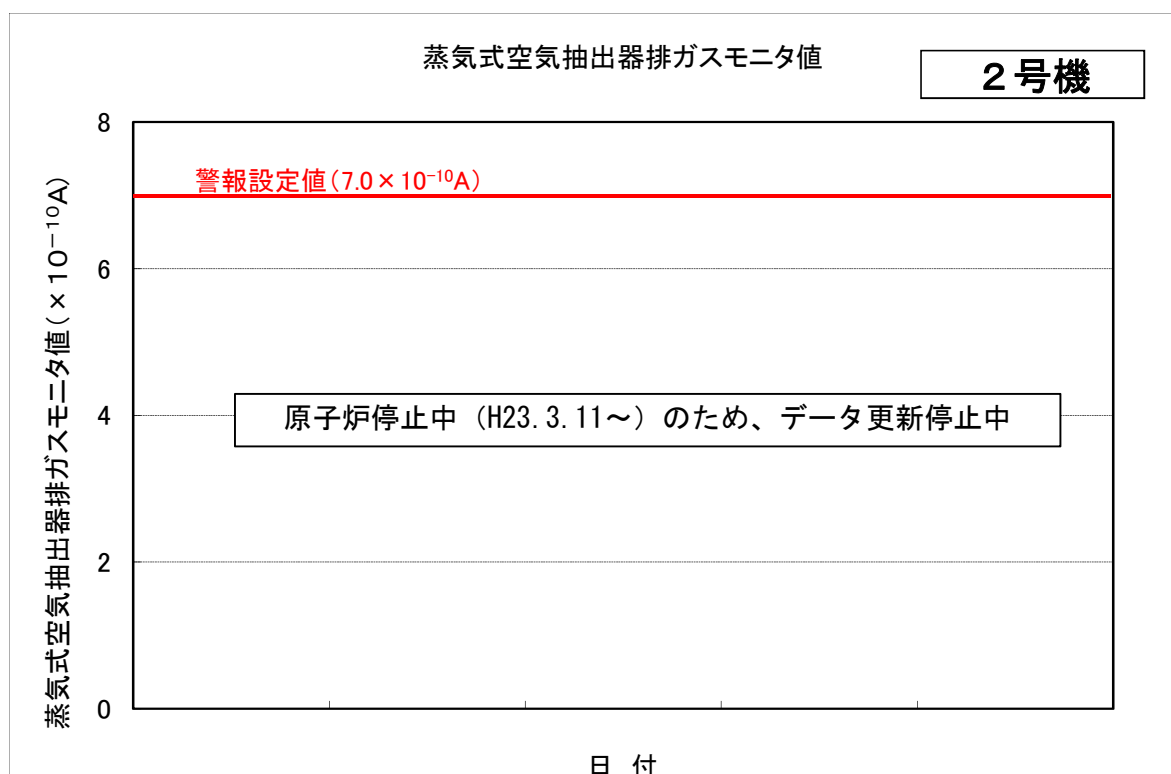 蒸気式空気抽出器排ガスモニタ値
２号機
蒸気式空気抽出器排ガスモニタ値(×10⁻¹⁰A)
8
警報設定値(7.0×10⁻¹⁰A)
6
原子炉停止中（H23.3.11～）のため、データ更新停止中
4
2
0
日 付